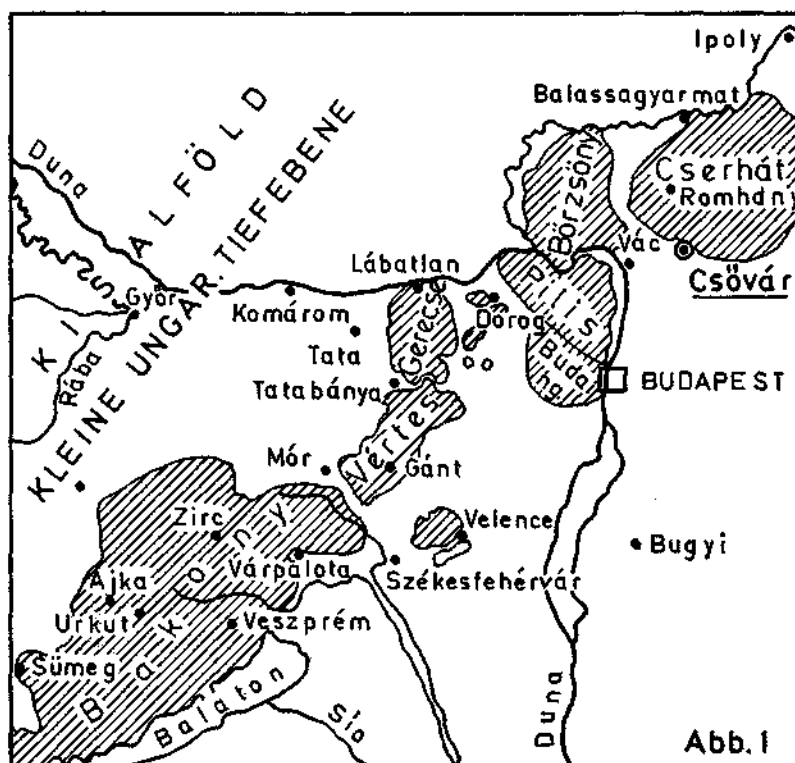 Ipoly
Balassagyarmat
Duna
KIS ALFÖLD
KLEINE UNGAR. TIEFEBENE
Börzsöny
Cserhát
Romhány
Vác
Csővár
Győr
Rába
Lábatlan
Komárom
Tata
Tatabánya
Gerecse
Dorog
Pilis
Buda
hg.
BUDAPEST
Vértes
Mór
Gánt
Zirc
Velence
Bugyi
Várpalota
Székesfehérvár
Ajka
Urkut
Veszprém
Sümeg
Bakony
Balaton
Sió
Duna
Abb.1